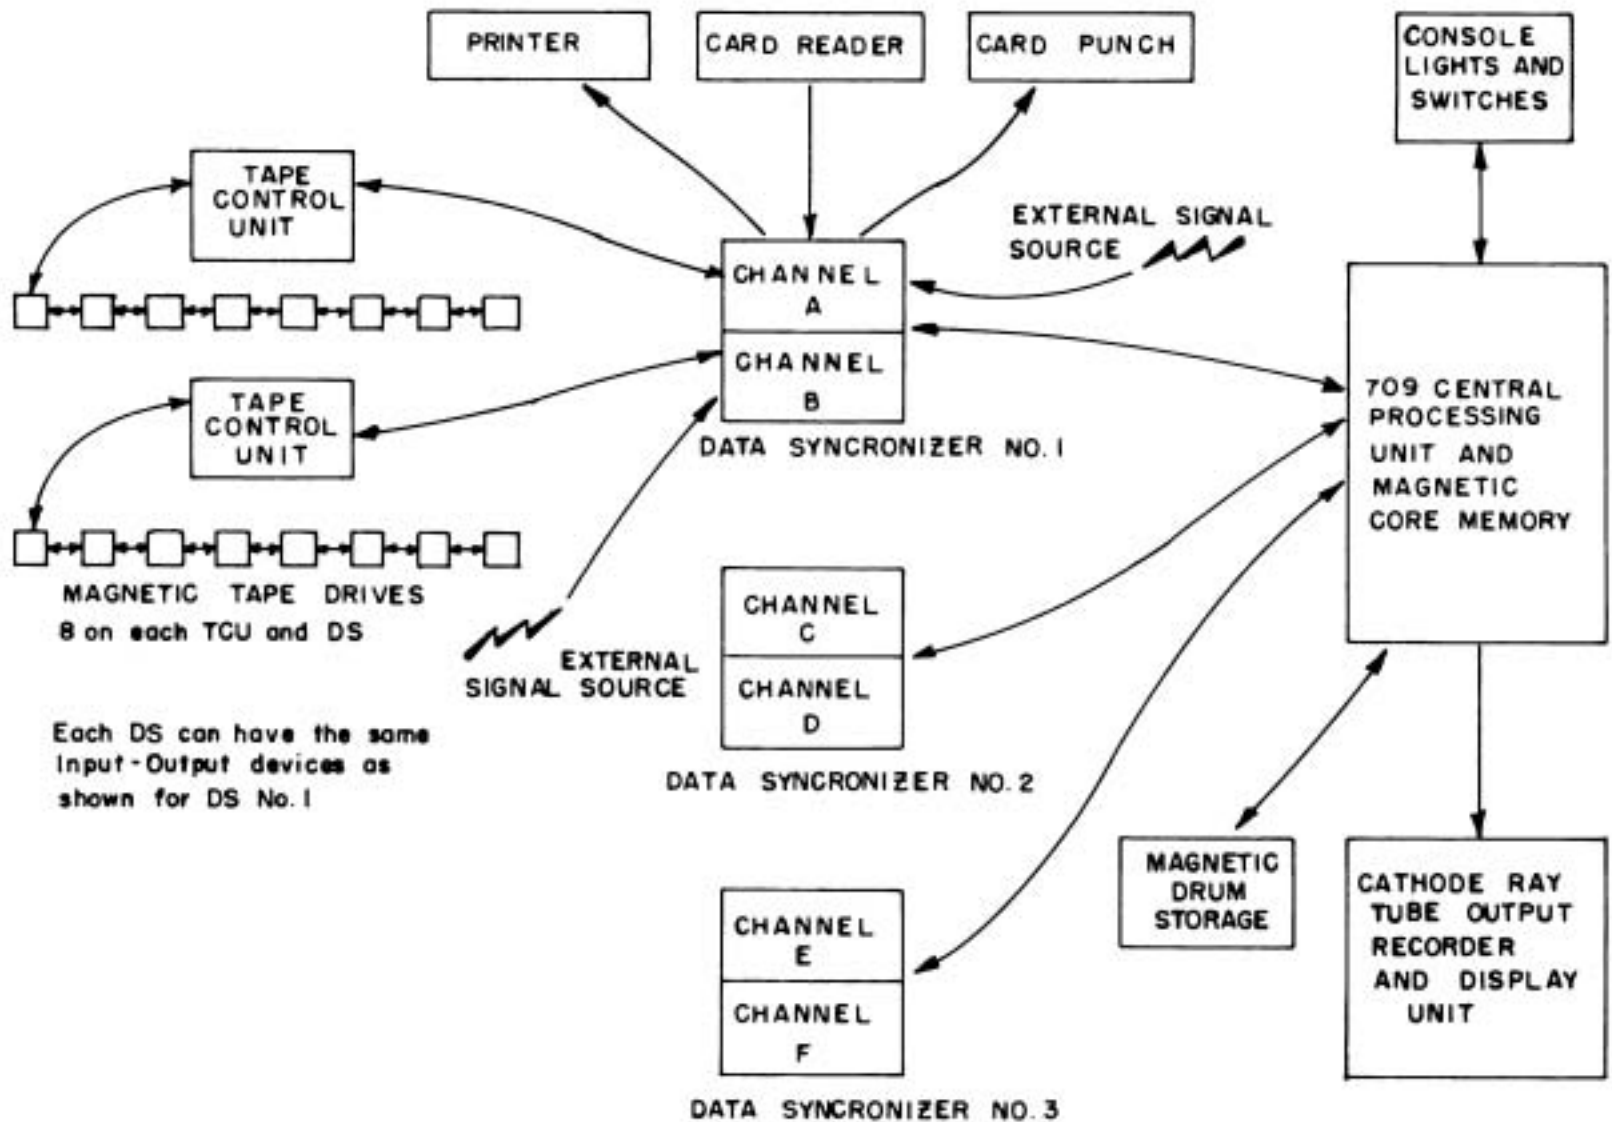 PRINTER
CARD READER
CARD PUNCH
CONSOLE
LIGHTS AND
SWITCHES
TAPE
CONTROL
UNIT
EXTERNAL SIGNAL
SOURCE
CHANNEL
A
CHANNEL
B
DATA SYNCRONIZER NO. 1
TAPE
CONTROL
UNIT
709 CENTRAL
PROCESSING
UNIT AND
MAGNETIC
CORE MEMORY
MAGNETIC TAPE DRIVES
8 on each TCU and DS
EXTERNAL
SIGNAL SOURCE
CHANNEL
C
CHANNEL
D
DATA SYNCRONIZER NO. 2
Each DS can have the same
Input-Output devices as
shown for DS No. 1
MAGNETIC
DRUM
STORAGE
CATHODE RAY
TUBE OUTPUT
RECORDER
AND DISPLAY
UNIT
CHANNEL
E
CHANNEL
F
DATA SYNCRONIZER NO. 3